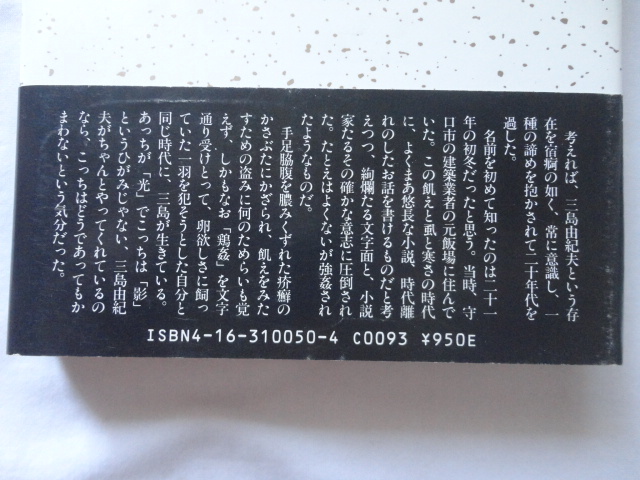 考えれば、三島由紀夫という存
在を宿痾の如く、常に意識し、一
種の諦めを抱かされて二十年代を
過した。
名前を初めて知ったのは二十一
年の初冬だったと思う。当時、守
口市の建築業者の元飯場に住んで
いた。この飢えと虱と寒さの時代
に、よくまあ悠長な小説、時代離
れのしたお話を書けるものだと考
えつつ、絢爛たる文字面と、小説
家たるその確かな意志に圧倒され
た。たとえはよくないが強姦され
たようなものだ。
手足脇腹を膿みくずれた疥癬の
かさぶたにかざられ、飢えをみた
すための盗みに何のためらいも覚
えず、しかもなお「鶏姦」を文字
通り受けとって、卵欲しさに飼っ
ていた一羽を犯そうとした自分と
同じ時代に、三島が生きている。
あっちが「光」でこっちは「影」
というひがみじゃない、三島由紀
夫がちゃんとやってくれているの
なら、こっちはどうであってもか
まわないという気分だった。
ISBN4-16-310050-4 C0093 ¥950E